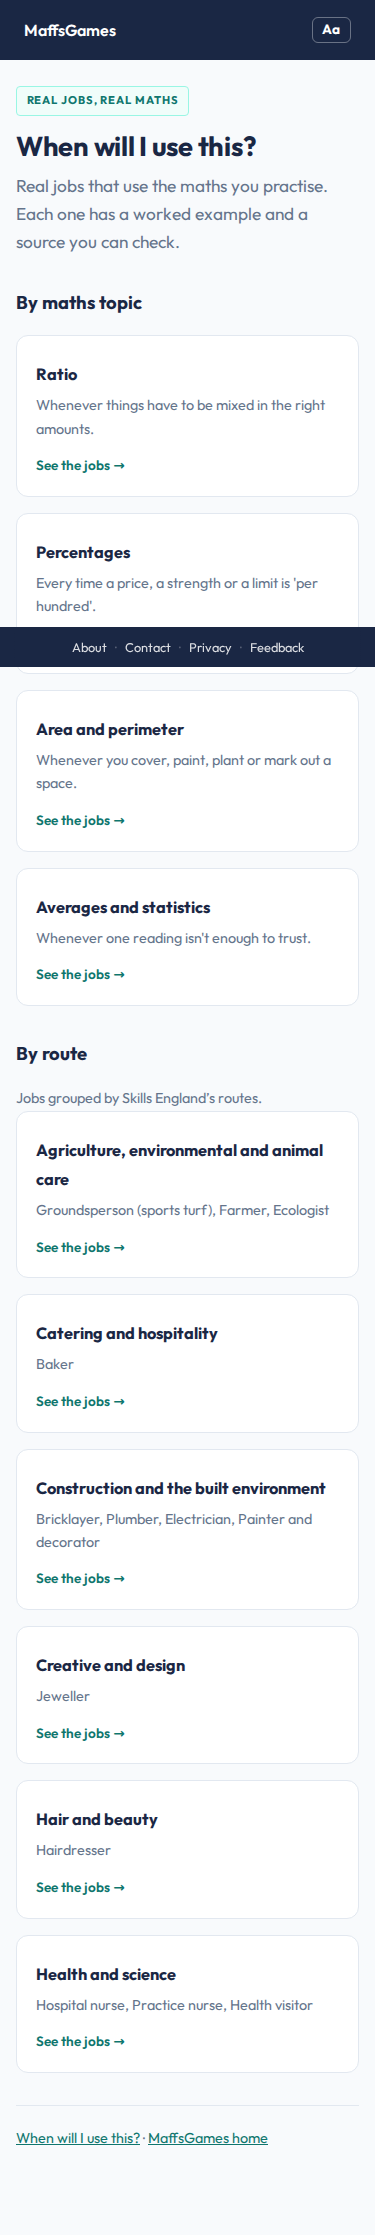 MaffsGames
Aa
REAL JOBS, REAL MATHS
When will I use this?
Real jobs that use the maths you practise.
Each one has a worked example and a
source you can check.
By maths topic
Ratio
Whenever things have to be mixed in the right
amounts.
See the jobs →
Percentages
Every time a price, a strength or a limit is 'per
hundred'.
About · Contact · Privacy · Feedback
Area and perimeter
Whenever you cover, paint, plant or mark out a
space.
See the jobs →
Averages and statistics
Whenever one reading isn't enough to trust.
See the jobs →
By route
Jobs grouped by Skills England's routes.
Agriculture, environmental and animal
care
Groundsperson (sports turf), Farmer, Ecologist
See the jobs →
Catering and hospitality
Baker
See the jobs →
Construction and the built environment
Bricklayer, Plumber, Electrician, Painter and
decorator
See the jobs →
Creative and design
Jeweller
See the jobs →
Hair and beauty
Hairdresser
See the jobs →
Health and science
Hospital nurse, Practice nurse, Health visitor
See the jobs →
When will I use this? · MaffsGames home